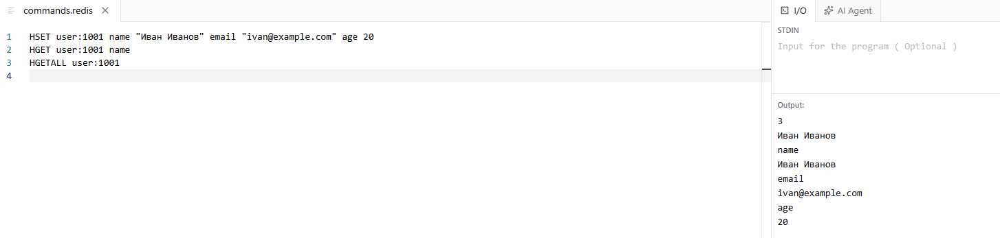 commands.redis
I/O
AI Agent
1 HSET user:1001 name "Иван Иванов" email "ivan@example.com" age 20
2 HGET user:1001 name
3 HGETALL user:1001
4
STDIN
Input for the program ( Optional )
Output:
3
Иван Иванов
name
Иван Иванов
email
ivan@example.com
age
20